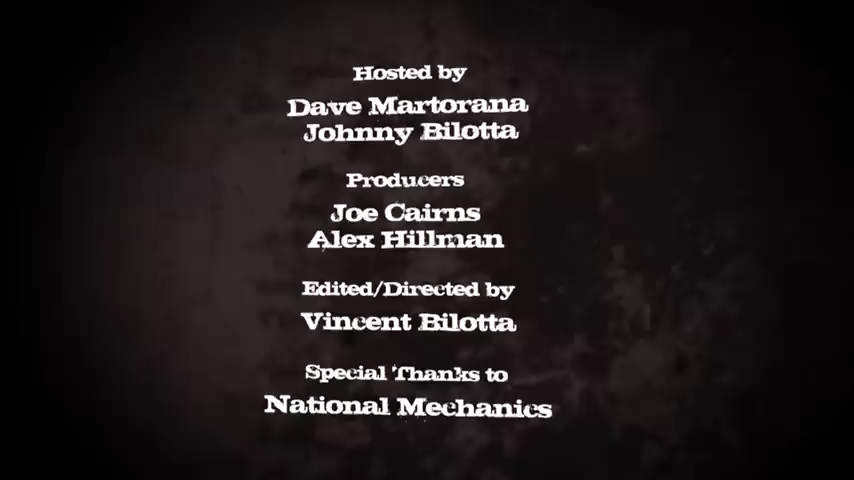 Hosted by
Dave Martorana
Johnny Bilotta
Producers
Joe Cairns
Alex Hillman
Edited/Directed by
Vincent Bilotta
Special Thanks to
National Mechanics